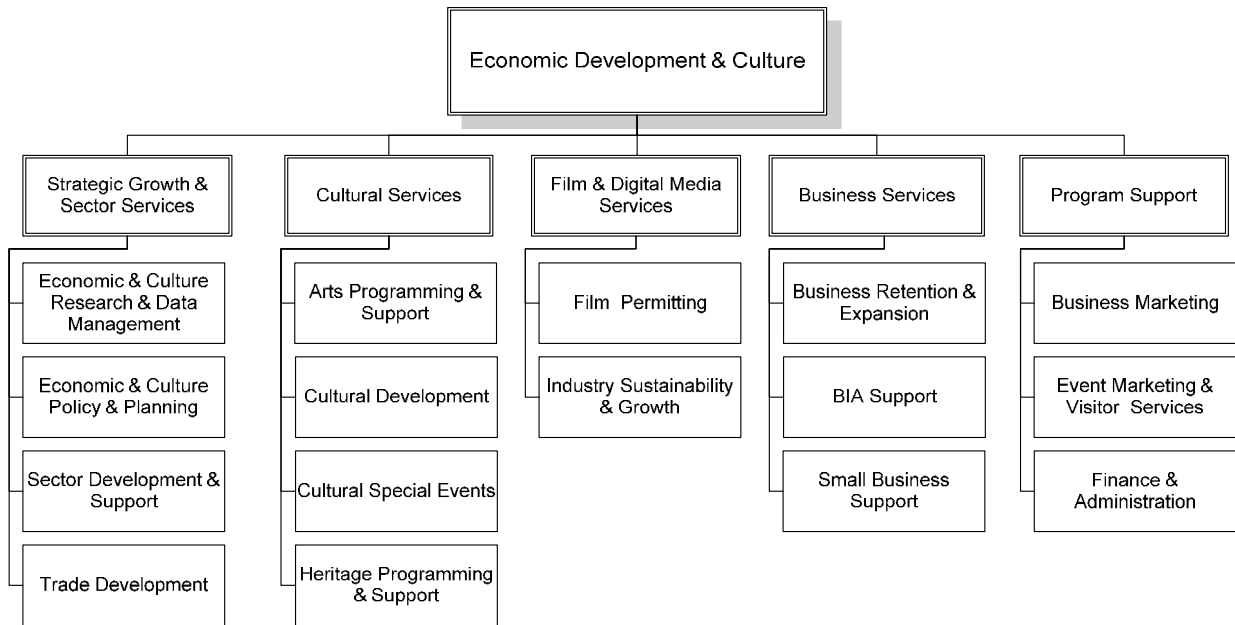 Economic Development & Culture
Strategic Growth &
Sector Services
Economic & Culture
Research & Data
Management
Economic & Culture
Policy & Planning
Sector Development &
Support
Trade Development
Cultural Services
Arts Programming &
Support
Cultural Development
Cultural Special Events
Heritage Programming
& Support
Film & Digital Media
Services
Film Permitting
Industry Sustainability
& Growth
Business Services
Business Retention &
Expansion
BIA Support
Small Business
Support
Program Support
Business Marketing
Event Marketing &
Visitor Services
Finance &
Administration